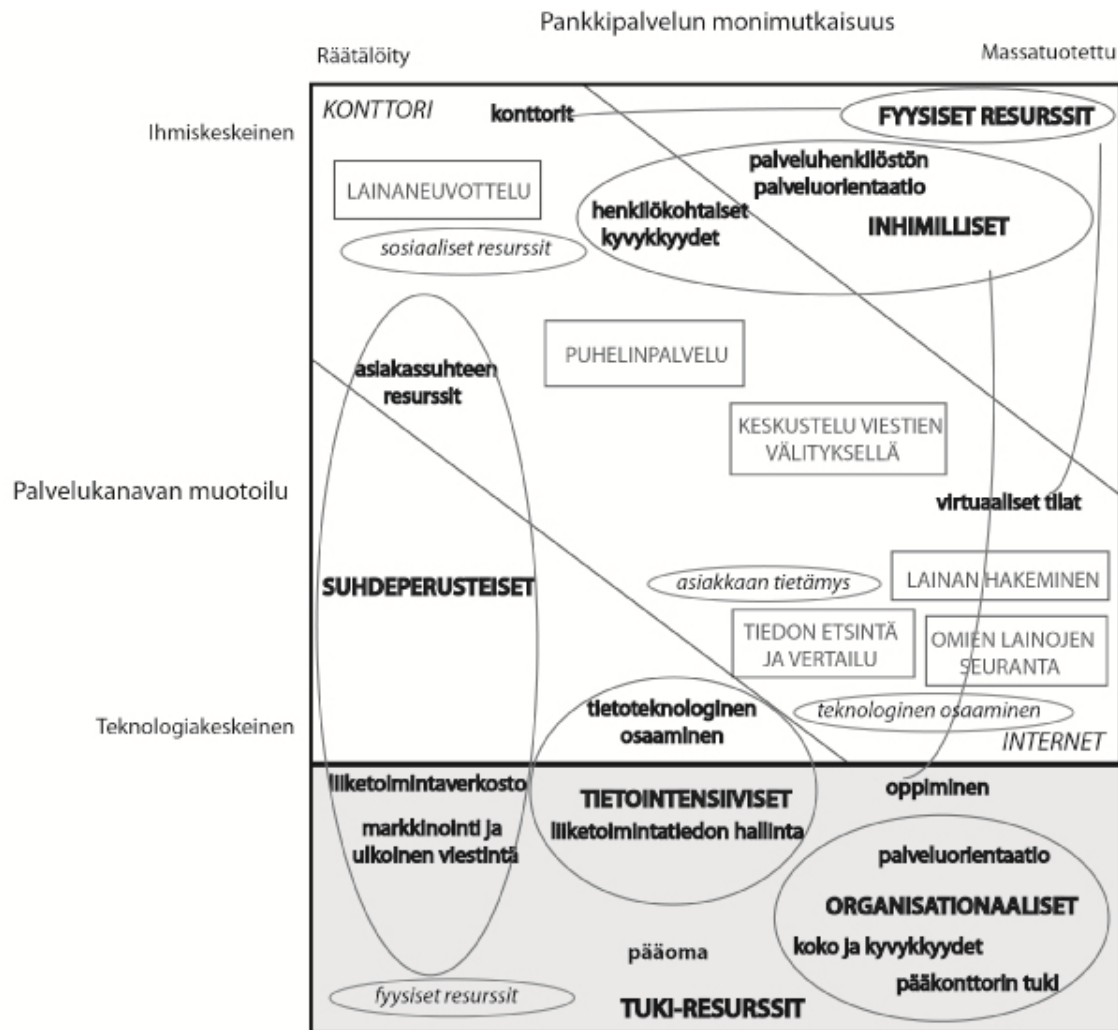 Pankkipalvelun monimutkaisuus
Räätälöity
Massatuotettu
KONTTORI
konttorit
FYYSISET RESURSSIT
Ihmiskeskeinen
palveluhenkilöstön
palveluorientaatio
LAINANEUVOTTELU
henkilökohtaiset
kyvykkyydet
INHIMILLISET
sosiaaliset resurssit
PUHELINPALVELU
asiakassuhteen
resurssit
KESKUSTELU VIESTIEN
VÄLITYKSELLÄ
Palvelukanavan muotoilu
virtuaaliset tilat
SUHDEPERUSTEISET
asiakkaan tietämys
LAINAN HAKEMINEN
TIEDON ETSINTÄ
JA VERTAILU
OMIEN LAINOJEN
SEURANTA
Teknologiakeskeinen
tietoteknologinen
osaaminen
teknologinen osaaminen
INTERNET
liiketoimintaverkosto
TIETOINTENSIIVISET
oppiminen
markkinointi ja
ulkoinen viestintä
liiketoimintatiedon hallinta
palveluorientaatio
ORGANISATIONAALISET
koko ja kyvykkyydet
pääoma
pääkonttorin tuki
fyysiset resurssit
TUKI-RESURSSIT